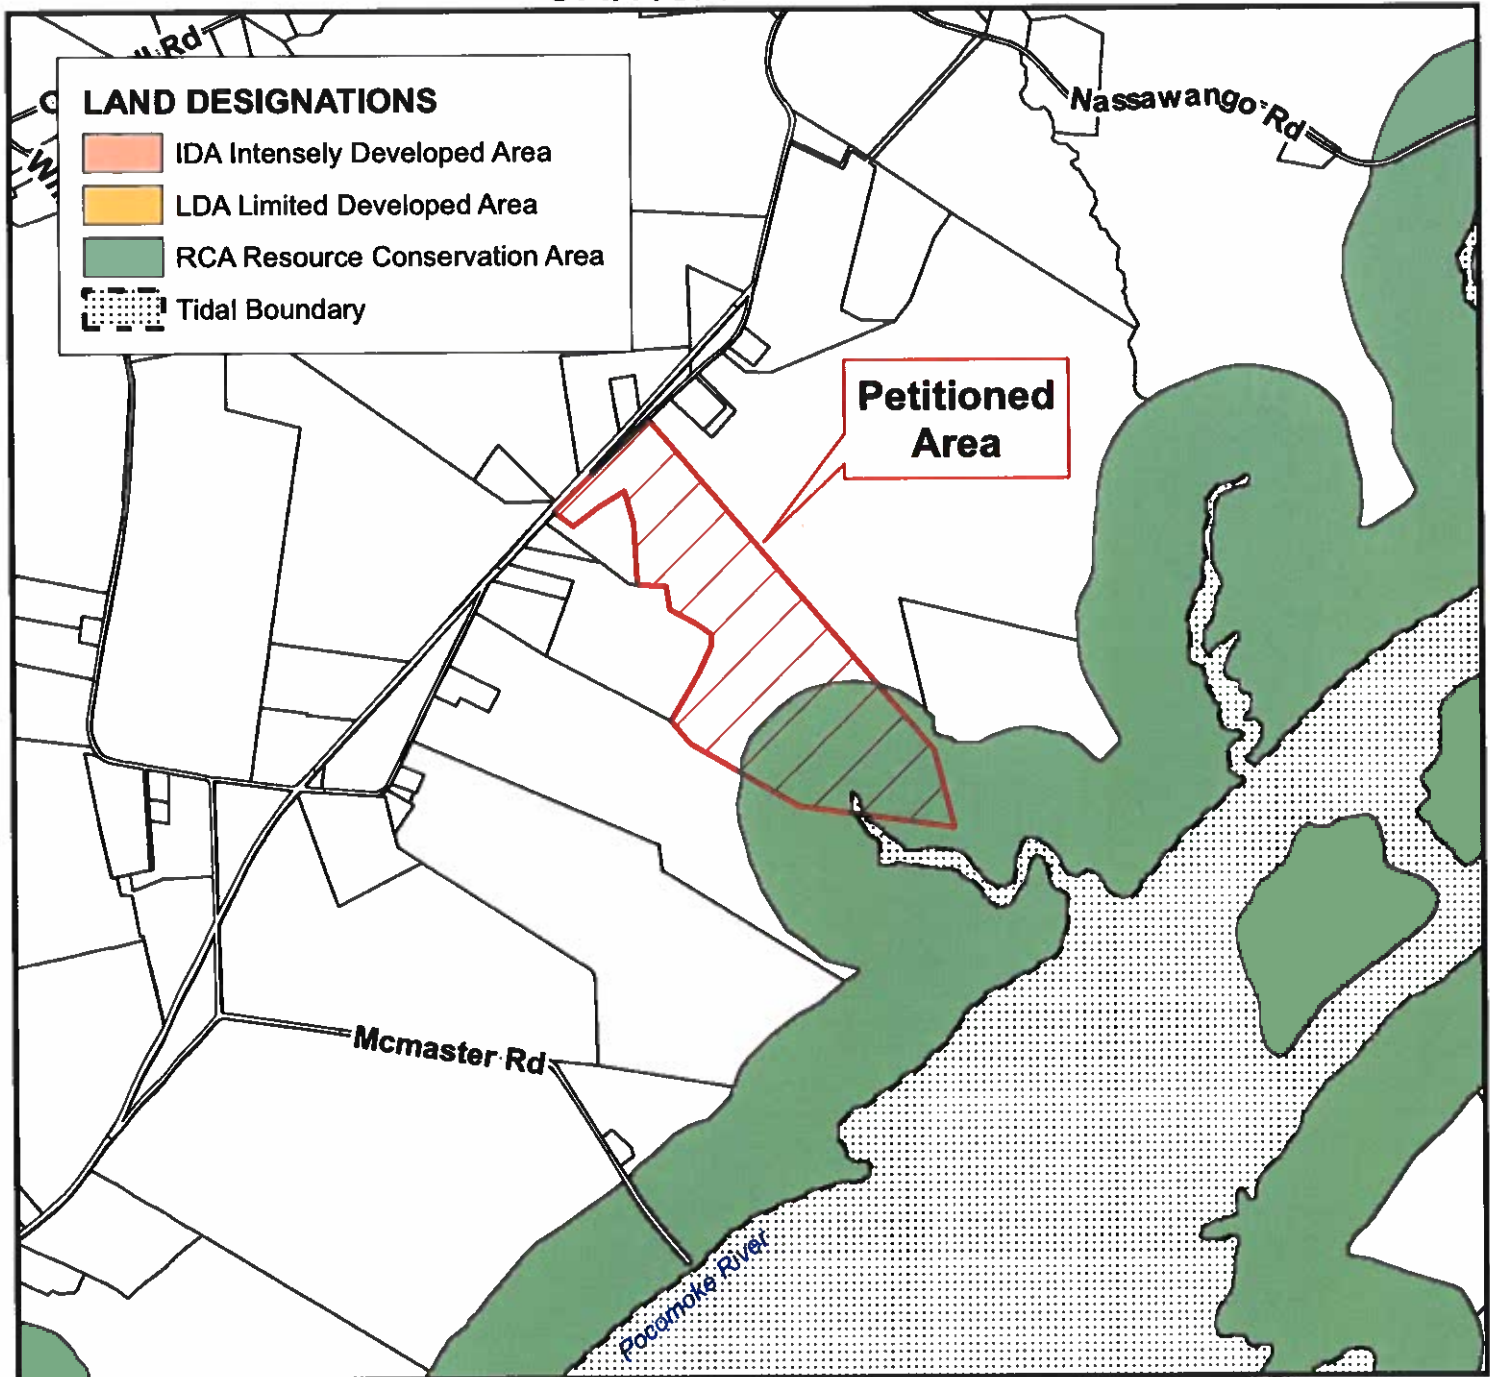 Rd
LAND DESIGNATIONS
IDA Intensely Developed Area
LDA Limited Developed Area
RCA Resource Conservation Area
Tidal Boundary
Nassawango Rd
Petitioned
Area
Mcmaster Rd
Pocomoke River